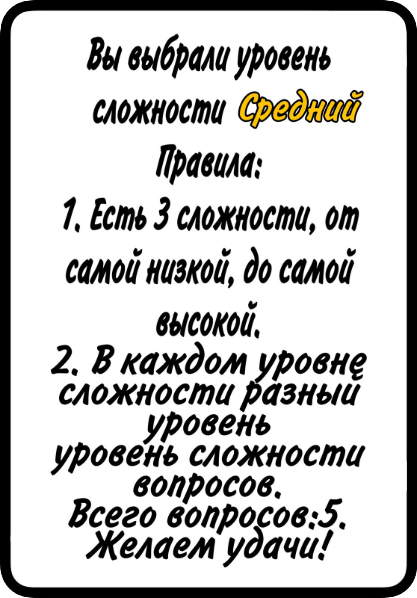 Вы выбрали уровень
сложности Средний
Правила:
1. Есть 3 сложности, от
самой низкой, до самой
высокой.
2. В каждом уровне
сложности разный
уровень
уровень сложности
вопросов.
Всего вопросов:5.
Желаем удачи!